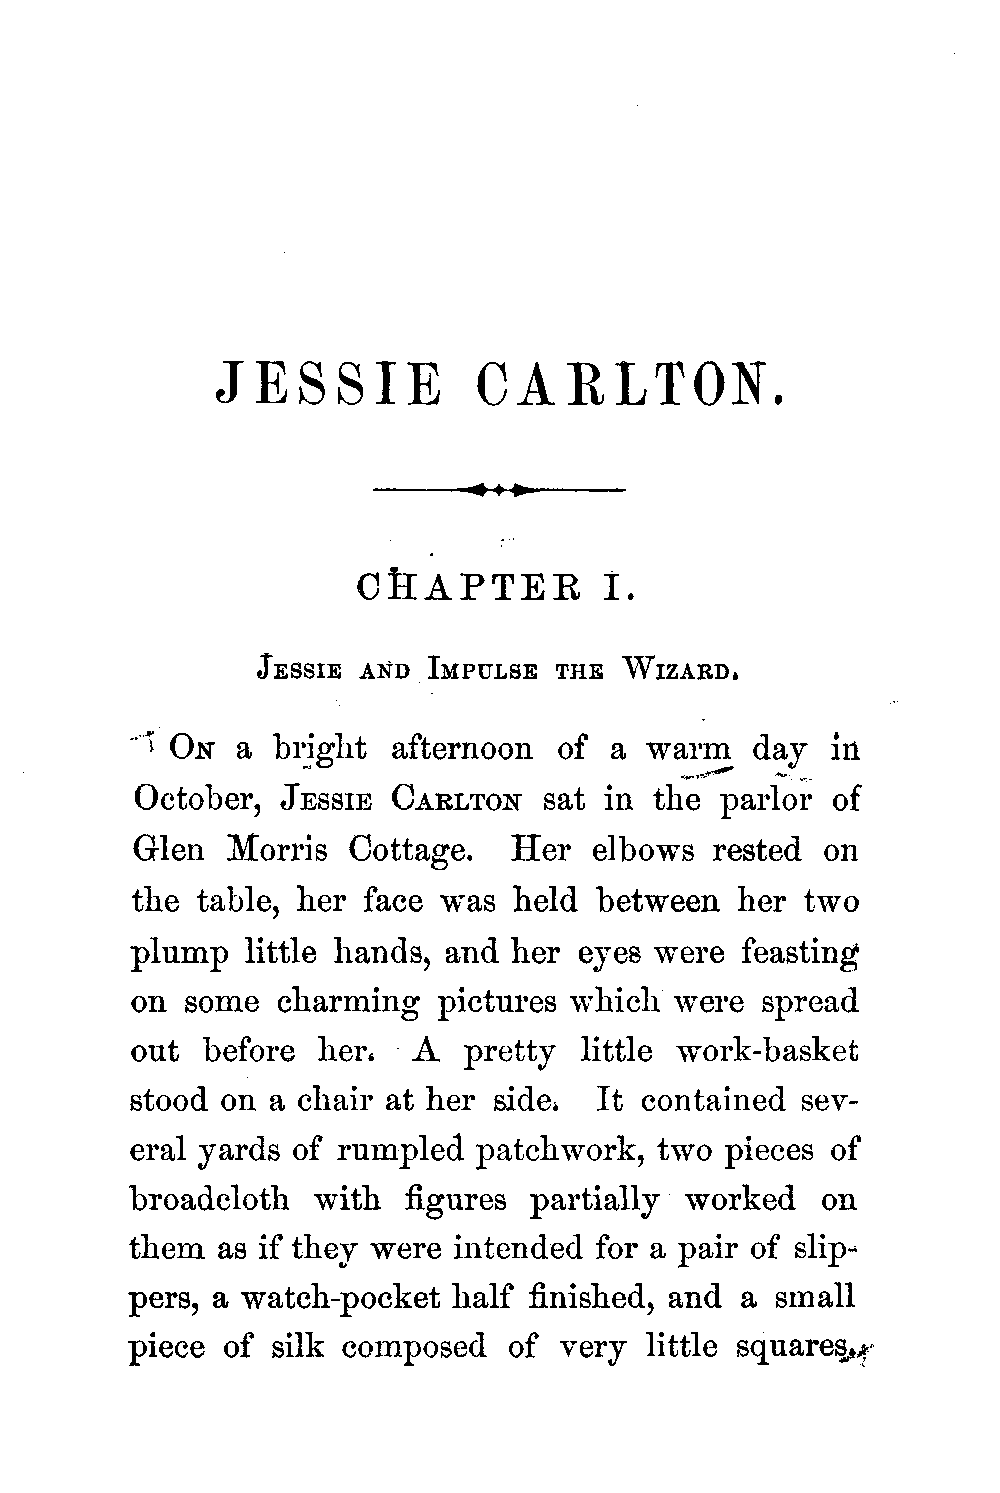 JESSIE CARLTON.
CHAPTER I.
JESSIE AND IMPULSE THE WIZARD.
ON a bright afternoon of a warm day in
October, JESSIE CARLTON sat in the parlor of
Glen Morris Cottage. Her elbows rested on
the table, her face was held between her two
plump little hands, and her eyes were feasting
on some charming pictures which were spread
out before her. A pretty little work-basket
stood on a chair at her side. It contained sev-
eral yards of rumpled patchwork, two pieces of
broadcloth with figures partially worked on
them as if they were intended for a pair of slip-
pers, a watch-pocket half finished, and a small
piece of silk composed of very little squares.